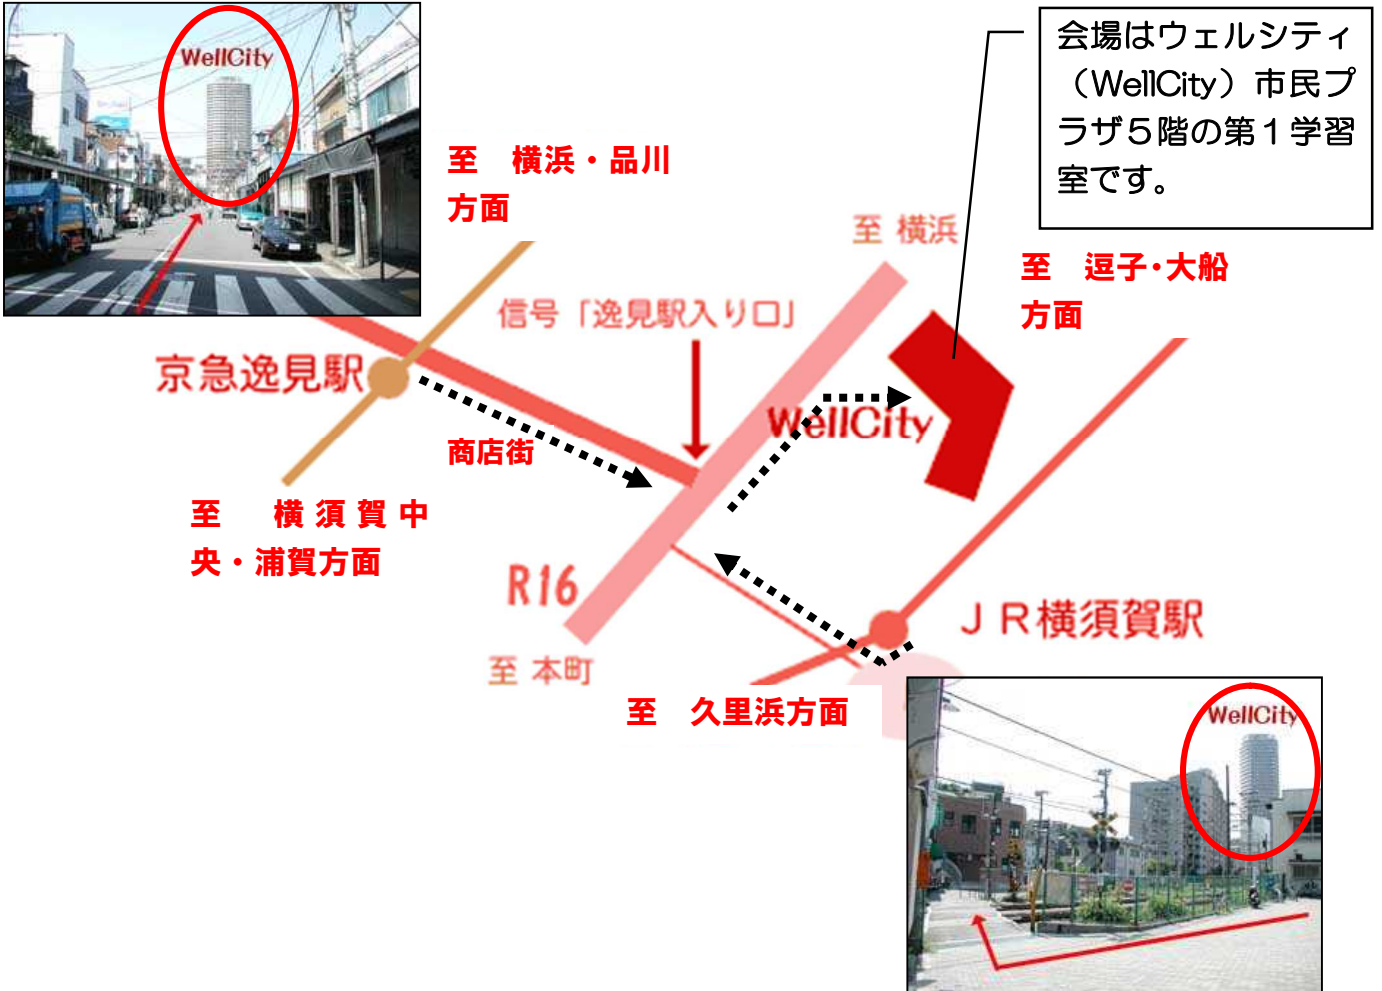 WellCity
会場はウェルシティ
（WellCity）市民プ
ラザ５階の第１学習
室です。
至　横浜・品川
方面
至 横浜
至　逗子・大船
方面
信号「逸見駅入り口」
京急逸見駅
WellCity
商店街
至　横須賀中
央・浦賀方面
R16
ＪＲ横須賀駅
至 本町
至　久里浜方面
WellCity